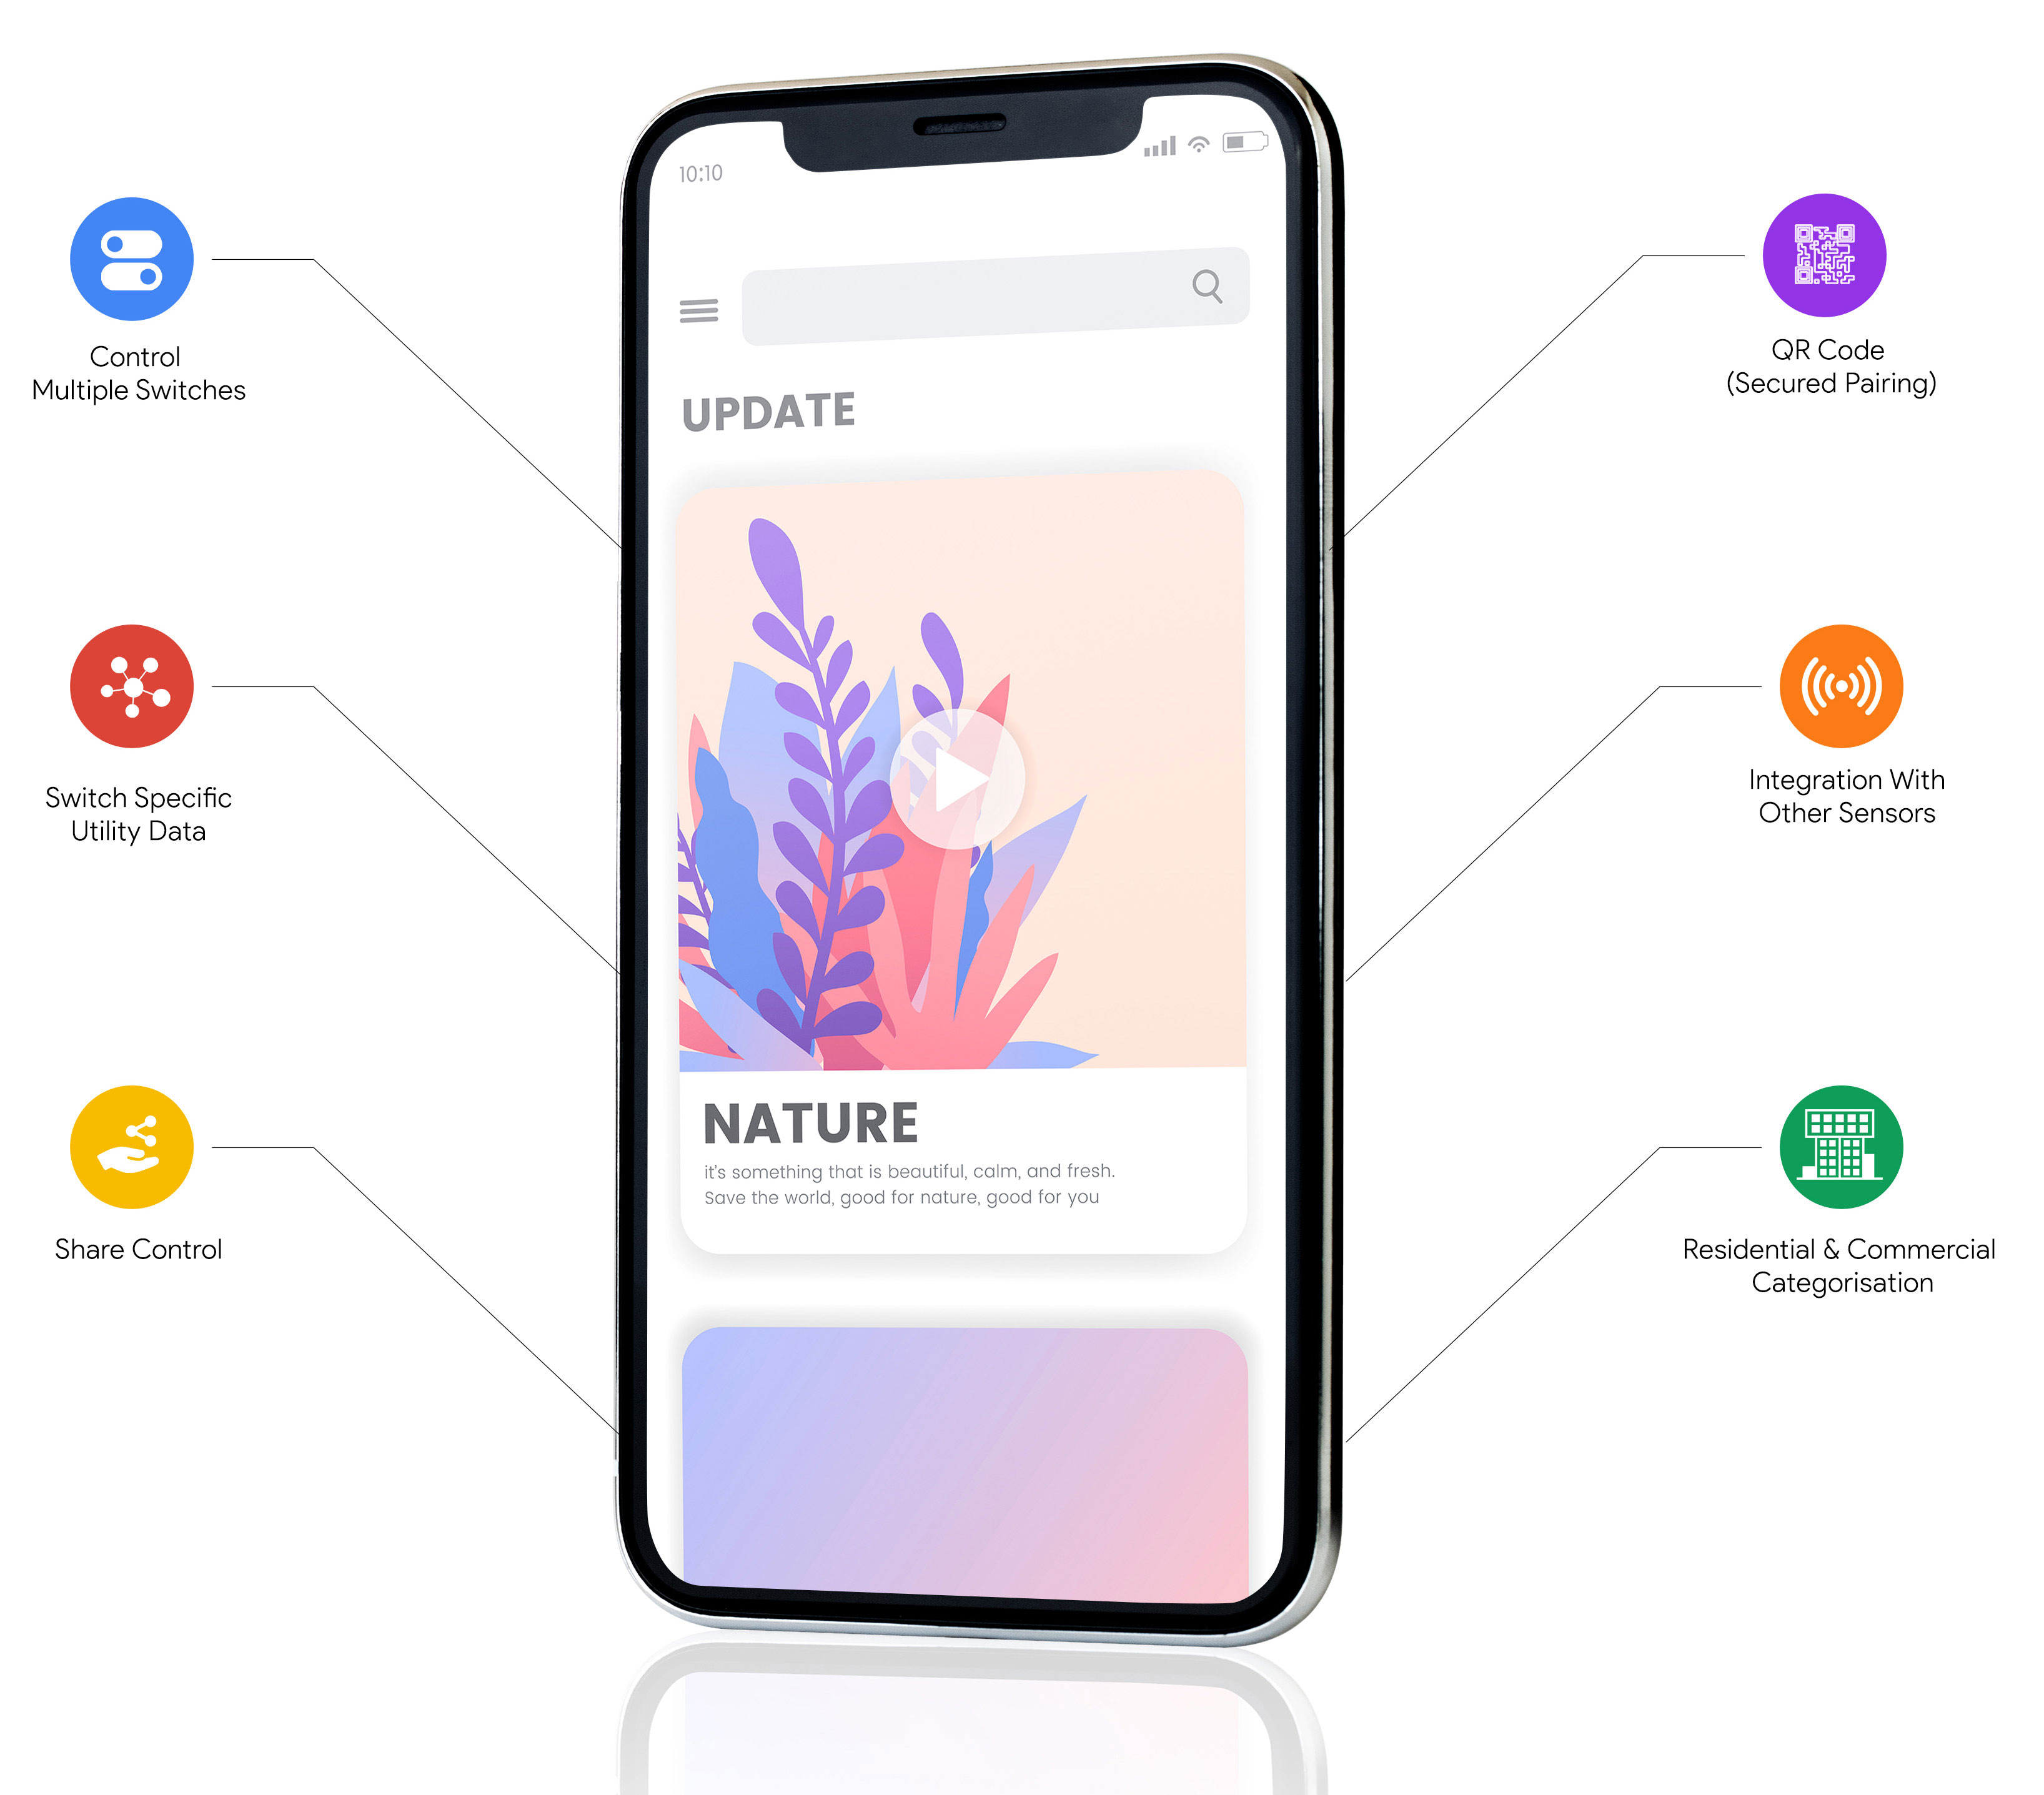 10:10
UPDATE
NATURE
it's something that is beautiful, calm, and fresh.
Save the world, good for nature, good for you
Control
Multiple Switches
Switch Specific
Utility Data
Share Control
QR Code
(Secured Pairing)
Integration With
Other Sensors
Residential & Commercial
Categorisation